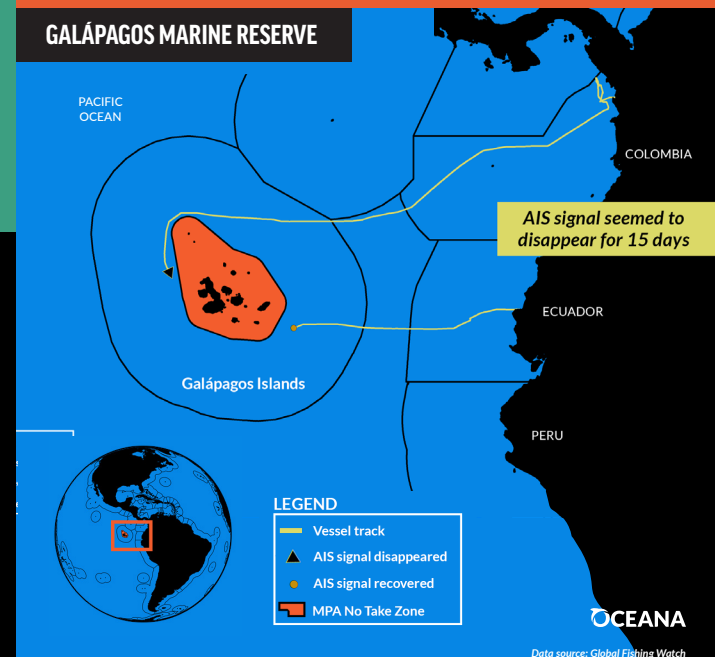 GALÁPAGOS MARINE RESERVE
PACIFIC
OCEAN
COLOMBIA
AIS signal seemed to
disappear for 15 days
ECUADOR
Galápagos Islands
PERU
LEGEND
Vessel track
AIS signal disappeared
AIS signal recovered
MPA No Take Zone
OCEANA
Data source: Global Fishing Watch